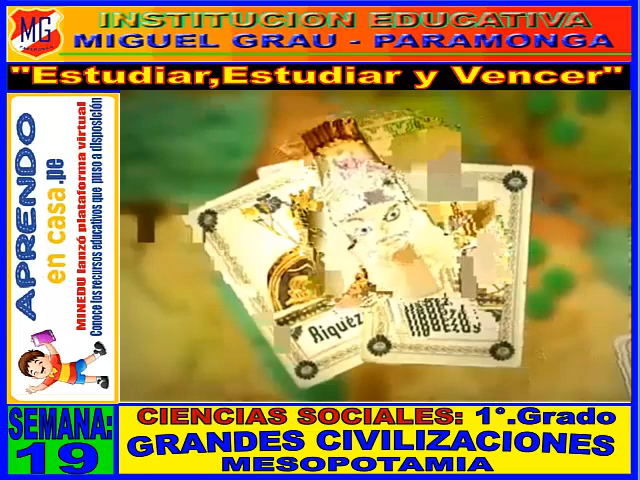 MG
INSTITUCION EDUCATIVA
MIGUEL GRAU - PARAMONGA
"Estudiar,Estudiar y Vencer"
APRENDO
en casa.pe
MINEDU lanzó plataforma virtual
Conoce los recursos educativos que puso a disposición
SEMANA:
19
CIENCIAS SOCIALES: 1°.Grado
GRANDES CIVILIZACIONES
MESOPOTAMIA